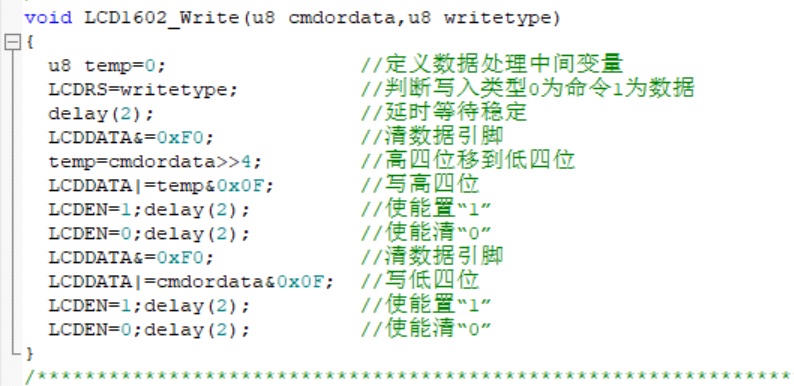 void LCD1602_Write(u8 cmdordata,u8 writetype)
{
u8 temp=0; //定义数据处理中间变量
LCDRS=writetype; //判断写入类型0为命令1为数据
delay(2); //延时等待稳定
LCDDATA&=0xF0; //清数据引脚
temp=cmdordata>>4; //高四位移到低四位
LCDDATA|=temp&0x0F; //写高四位
LCDEN=1;delay(2); //使能置“1”
LCDEN=0;delay(2); //使能清“0”
LCDDATA&=0xF0; //清数据引脚
LCDDATA|=cmdordata&0x0F; //写低四位
LCDEN=1;delay(2); //使能置“1”
LCDEN=0;delay(2); //使能清“0”
}
/****************************************************************